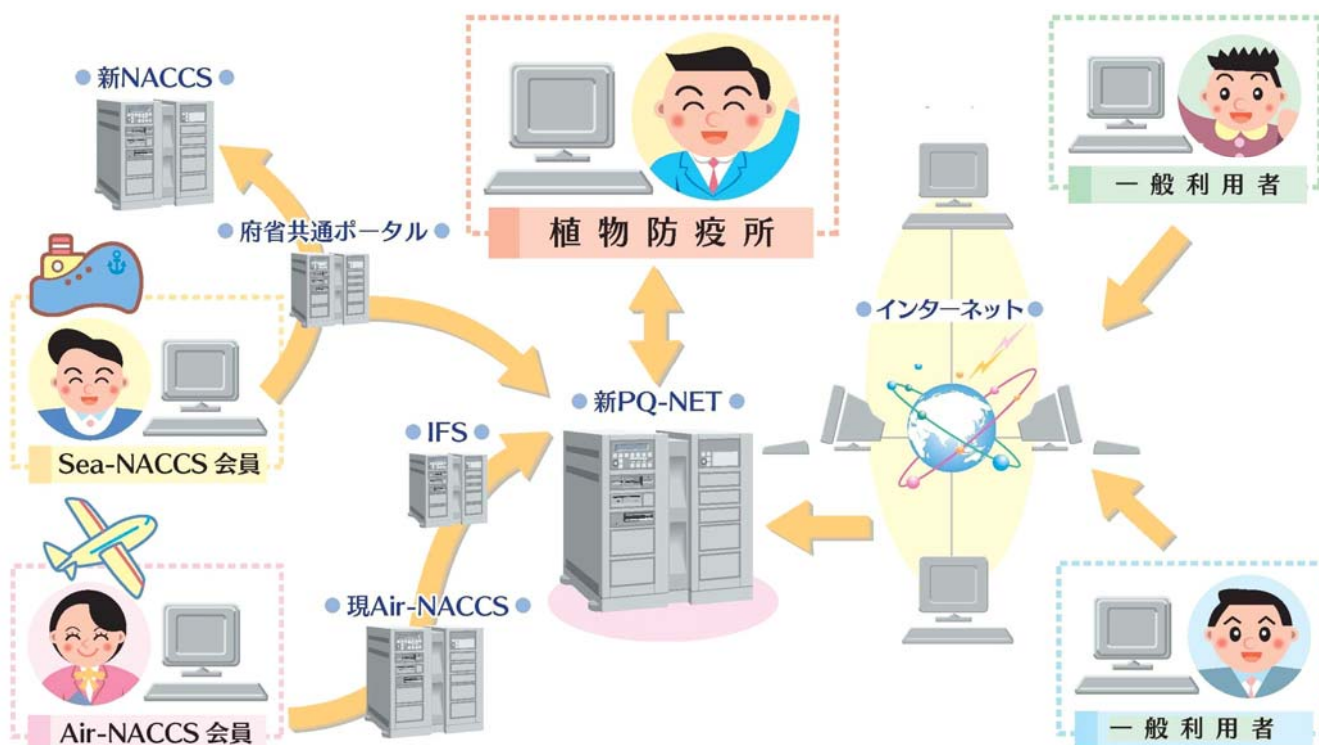 新NACCS
府省共通ポータル
Sea-NACCS 会員
IFS
現Air-NACCS
Air-NACCS 会員
植物防疫所
新PQ-NET
インターネット
一般利用者
一般利用者